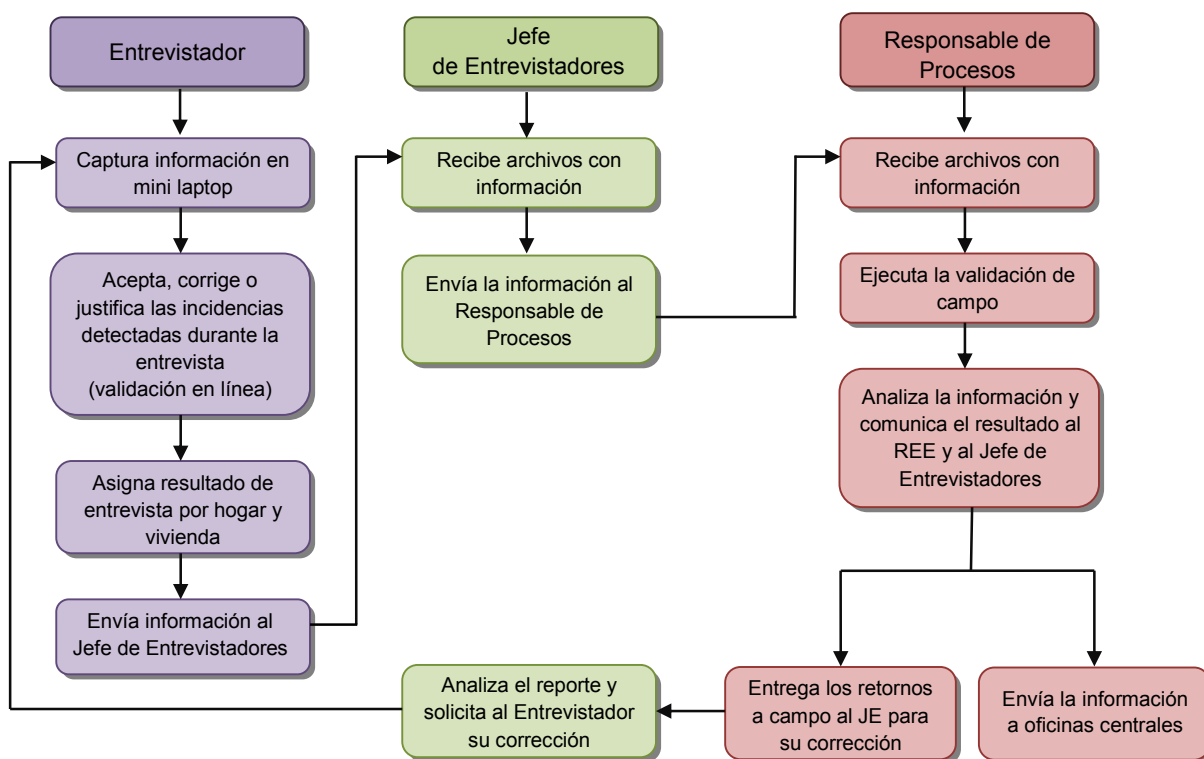 Entrevistador
Captura información en
mini laptop
Acepta, corrige o
justifica las incidencias
detectadas durante la
entrevista
(validación en línea)
Asigna resultado de
entrevista por hogar y
vivienda
Envía información al
Jefe de Entrevistadores
Jefe
de Entrevistadores
Recibe archivos con
información
Envía la información al
Responsable de
Procesos
Analiza el reporte y
solicita al Entrevistador
su corrección
Responsable de
Procesos
Recibe archivos con
información
Ejecuta la validación de
campo
Analiza la información y
comunica el resultado al
REE y al Jefe de
Entrevistadores
Entrega los retornos
a campo al JE para
su corrección
Envía la información
a oficinas centrales